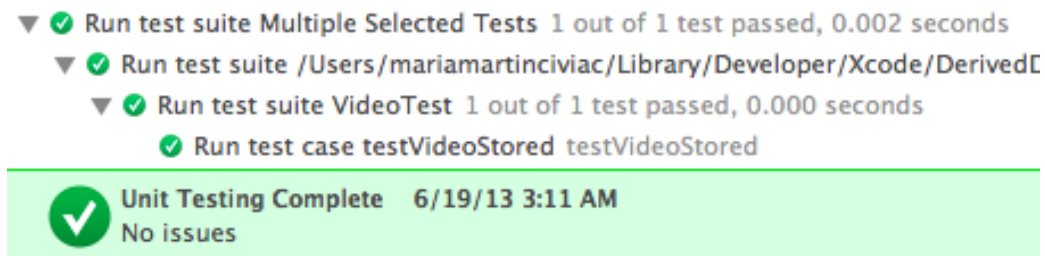 Run test suite Multiple Selected Tests 1 out of 1 test passed, 0.002 seconds
Run test suite /Users/mariamartinciviac/Library/Developer/Xcode/DerivedD
Run test suite VideoTest 1 out of 1 test passed, 0.000 seconds
Run test case testVideoStored testVideoStored
Unit Testing Complete 6/19/13 3:11 AM
No issues